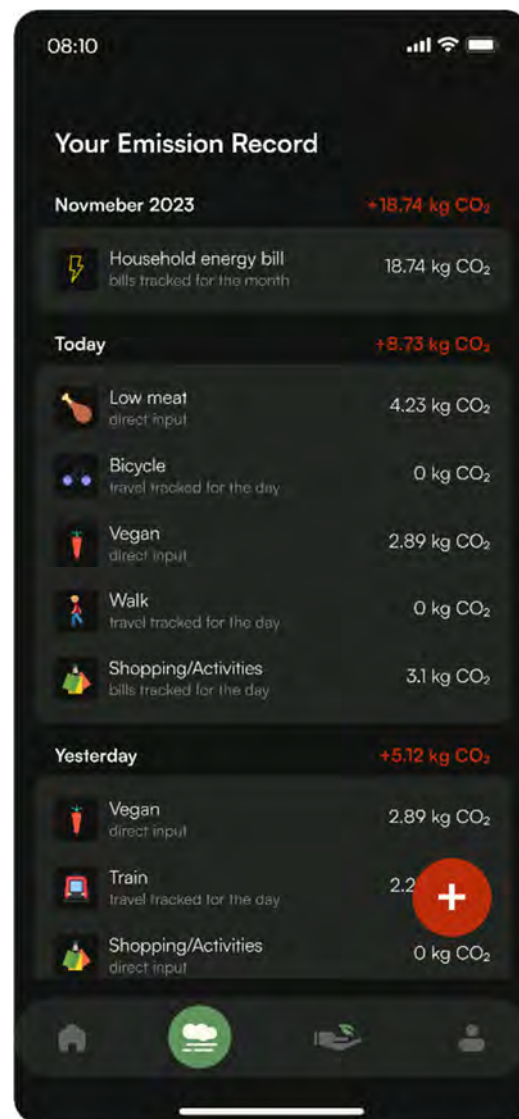 08:10
Your Emission Record
Novmeber 2023 +18.74 kg CO₂
Household energy bill 18.74 kg CO₂
bills tracked for the month
Today +8.73 kg CO₂
Low meat 4.23 kg CO₂
direct input
Bicycle 0 kg CO₂
travel tracked for the day
Vegan 2.89 kg CO₂
direct input
Walk 0 kg CO₂
travel tracked for the day
Shopping/Activities 3.1 kg CO₂
bills tracked for the day
Yesterday +5.12 kg CO₂
Vegan 2.89 kg CO₂
direct input
Train 2.2
travel tracked for the day
Shopping/Activities 0 kg CO₂
direct input